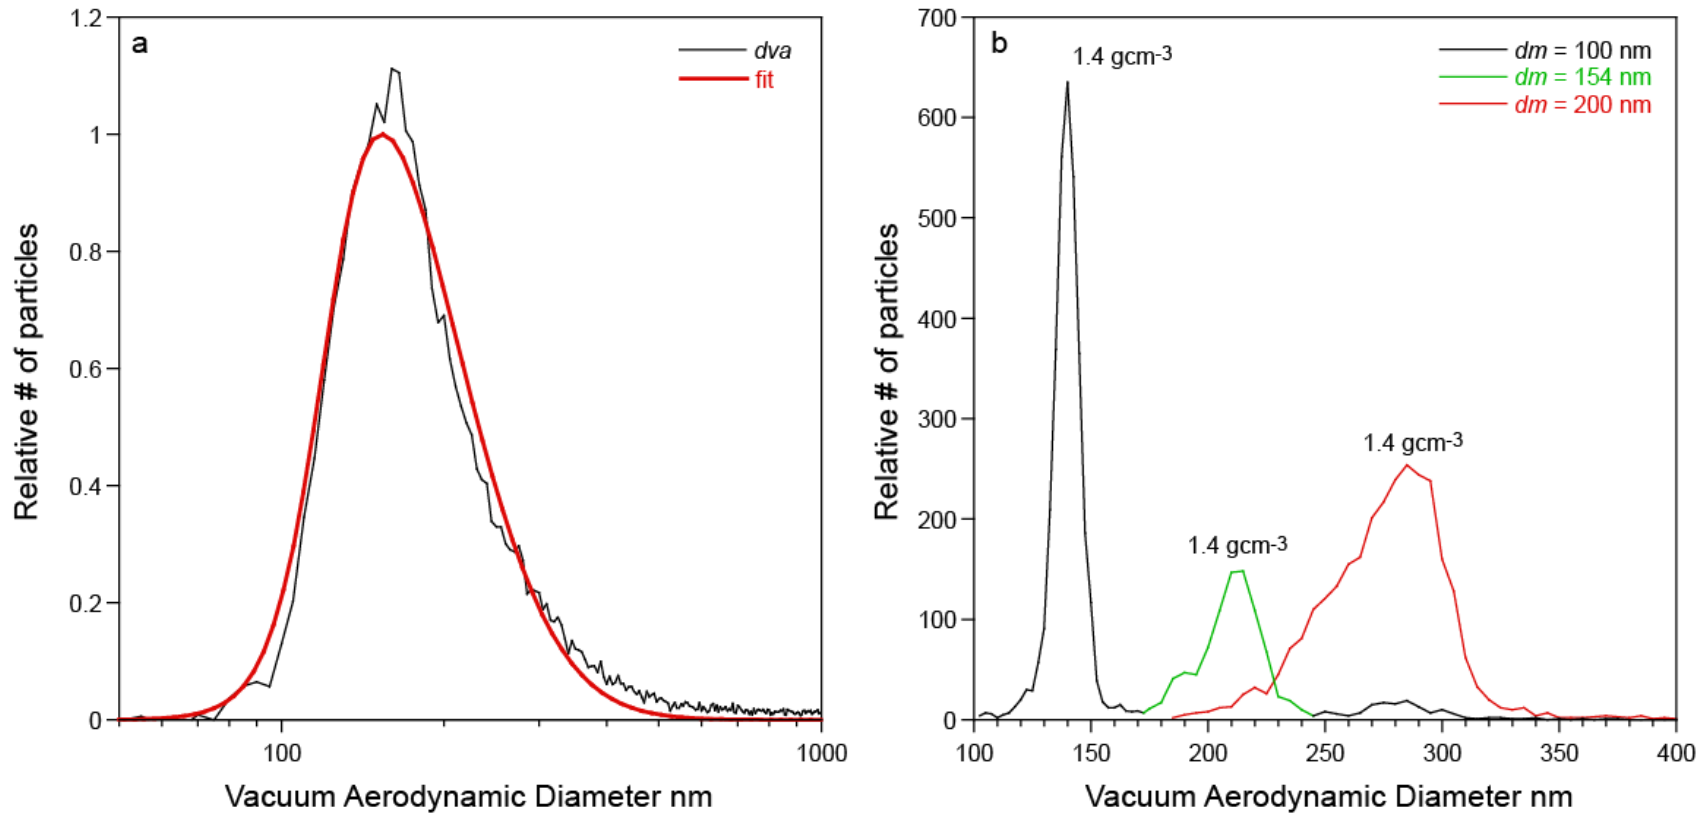 a
dva
fit
1.2
1
0.8
0.6
0.4
0.2
0
100
1000
Relative # of particles
Vacuum Aerodynamic Diameter nm
b
dm = 100 nm
dm = 154 nm
dm = 200 nm
1.4 gcm-3
1.4 gcm-3
1.4 gcm-3
700
600
500
400
300
200
100
0
100
150
200
250
300
350
400
Relative # of particles
Vacuum Aerodynamic Diameter nm